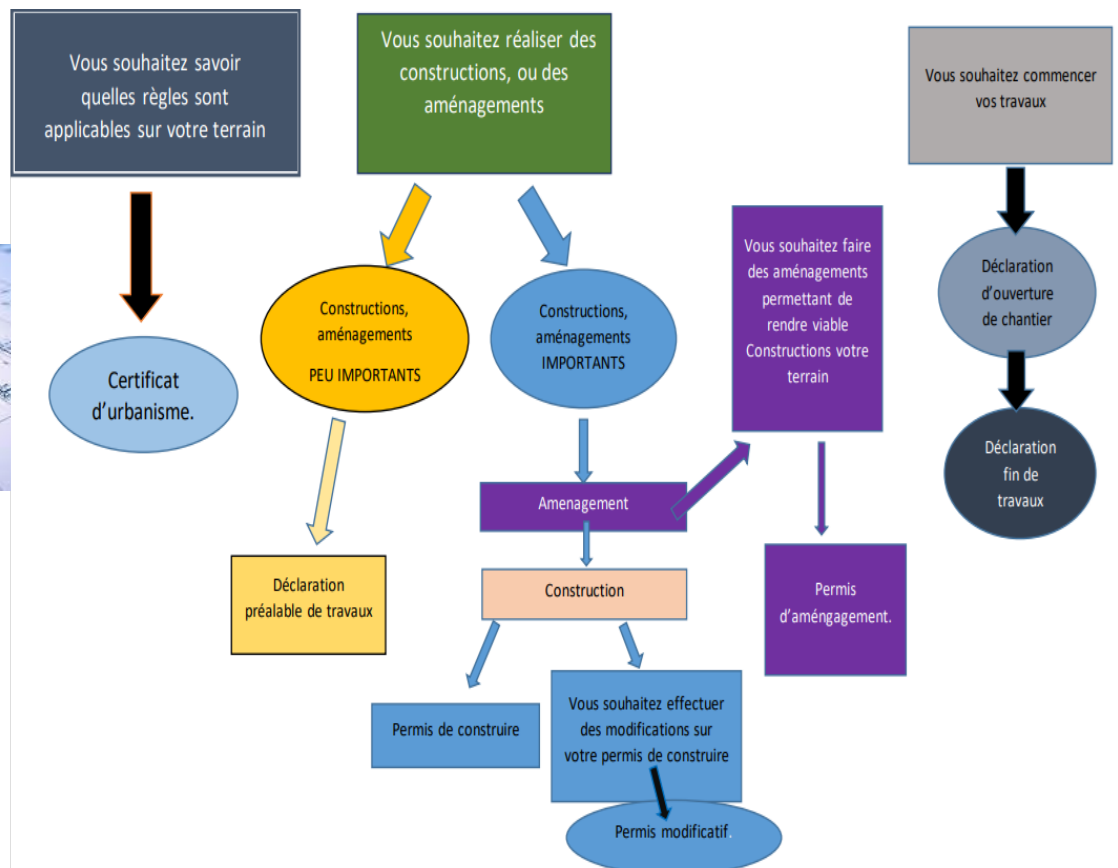 Vous souhaitez savoir
quelles règles sont
applicables sur votre terrain
Certificat
d'urbanisme.
Vous souhaitez réaliser des
constructions, ou des
aménagements
Constructions,
aménagements
PEU IMPORTANTS
Déclaration
préalable de travaux
Constructions,
aménagements
IMPORTANTS
Amenagement
Construction
Permis de construire
Vous souhaitez effectuer
des modifications sur
votre permis de construire
Permis modificatif.
Vous souhaitez faire
des aménagements
permettant de
rendre viable
Constructions votre
terrain
Permis
d'améngagement.
Vous souhaitez commencer
vos travaux
Déclaration
d'ouverture
de chantier
Déclaration
fin de
travaux